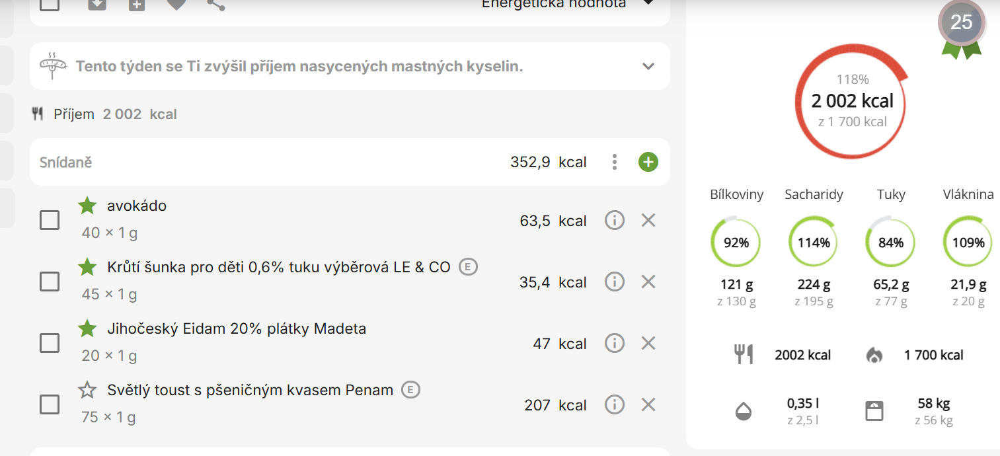 Energetická hodnota
Tento týden se Ti zvýšil příjem nasycených mastných kyselin.
Příjem 2 002 kcal
Snídaně 352,9 kcal
avokádo
40 × 1 g 63,5 kcal
Krůtí šunka pro děti 0,6% tuku výběrová LE & CO E
45 × 1 g 35,4 kcal
Jihočeský Eidam 20% plátky Madeta
20 × 1 g 47 kcal
Světlý toust s pšeničným kvasem Penam E
75 × 1 g 207 kcal
25
118%
2 002 kcal
z 1 700 kcal
Bílkoviny Sacharidy Tuky Vláknina
92% 114% 84% 109%
121 g 224 g 65,2 g 21,9 g
z 130 g z 195 g z 77 g z 20 g
2002 kcal 1 700 kcal
0,35 l 58 kg
z 2,5 l z 56 kg